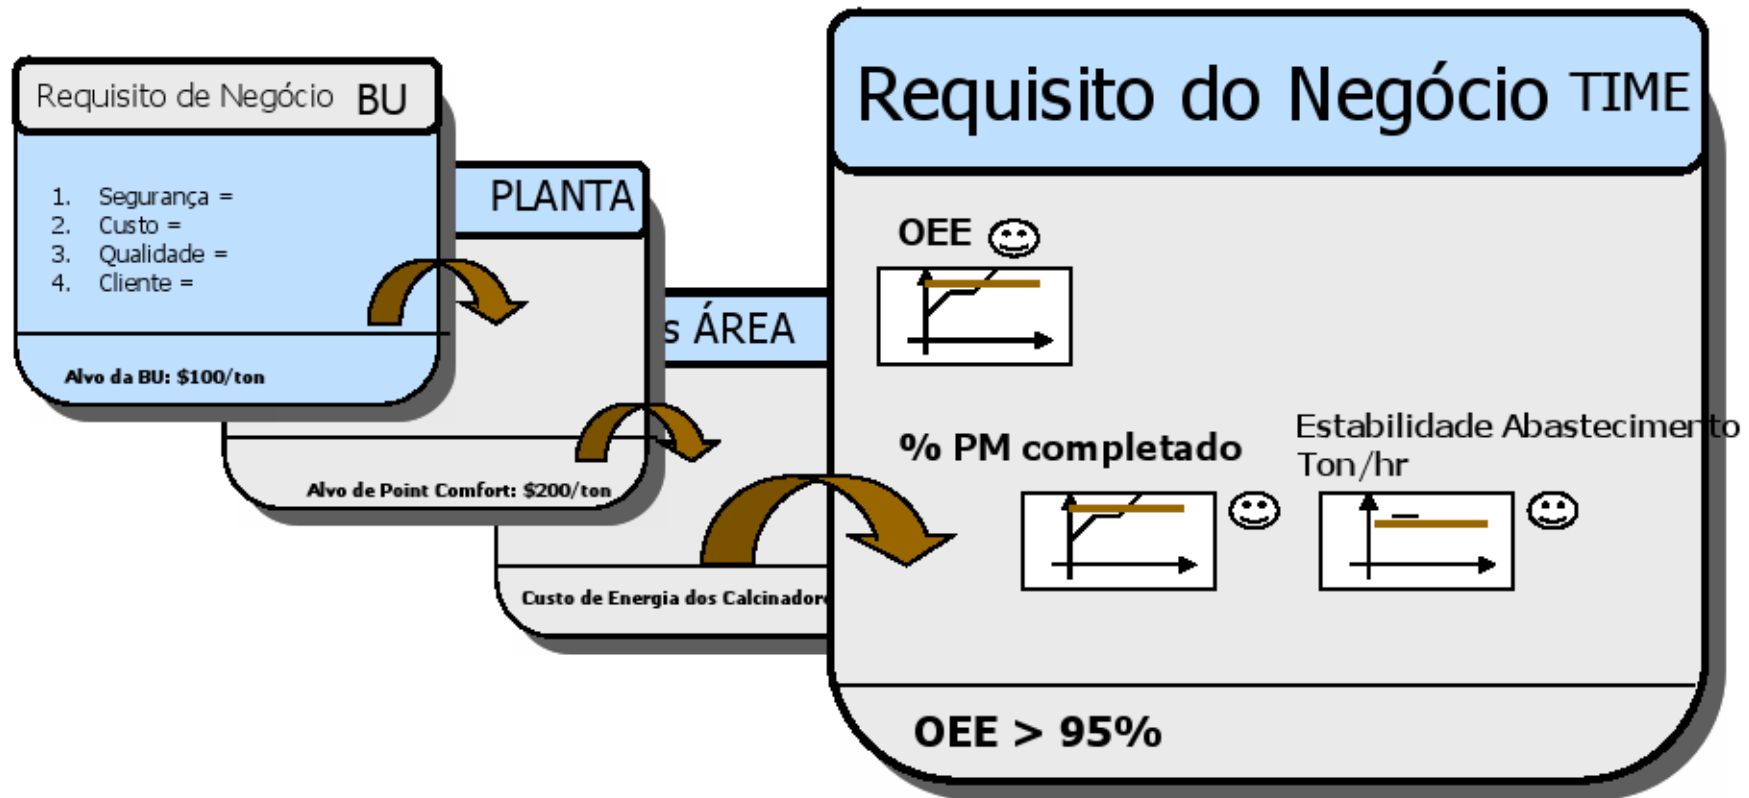 Requisito de Negócio BU
1. Segurança =
2. Custo =
3. Qualidade =
4. Cliente =
Alvo da BU: $100/ton
PLANTA
Alvo de Point Comfort: $200/ton
s ÁREA
Custo de Energia dos
Requisito do Negócio TIME
OEE
% PM completado
Estabilidade Abastecimento
Ton/hr
OEE > 95%